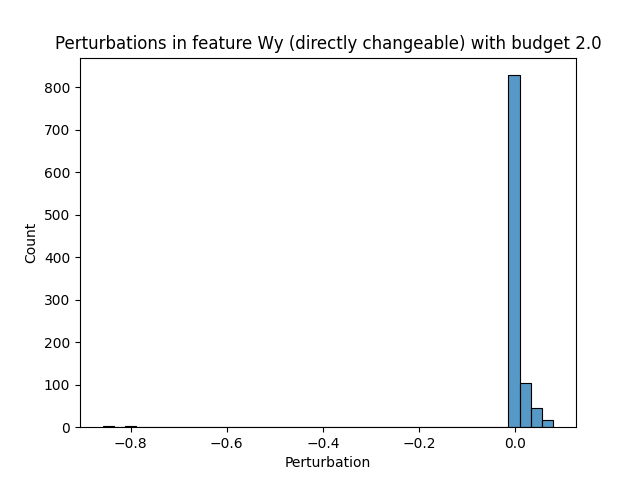 Perturbations in feature Wy (directly changeable) with budget 2.0
800
700
600
500
400
300
200
100
0
Count
−0.8 −0.6 −0.4 −0.2 0.0
Perturbation